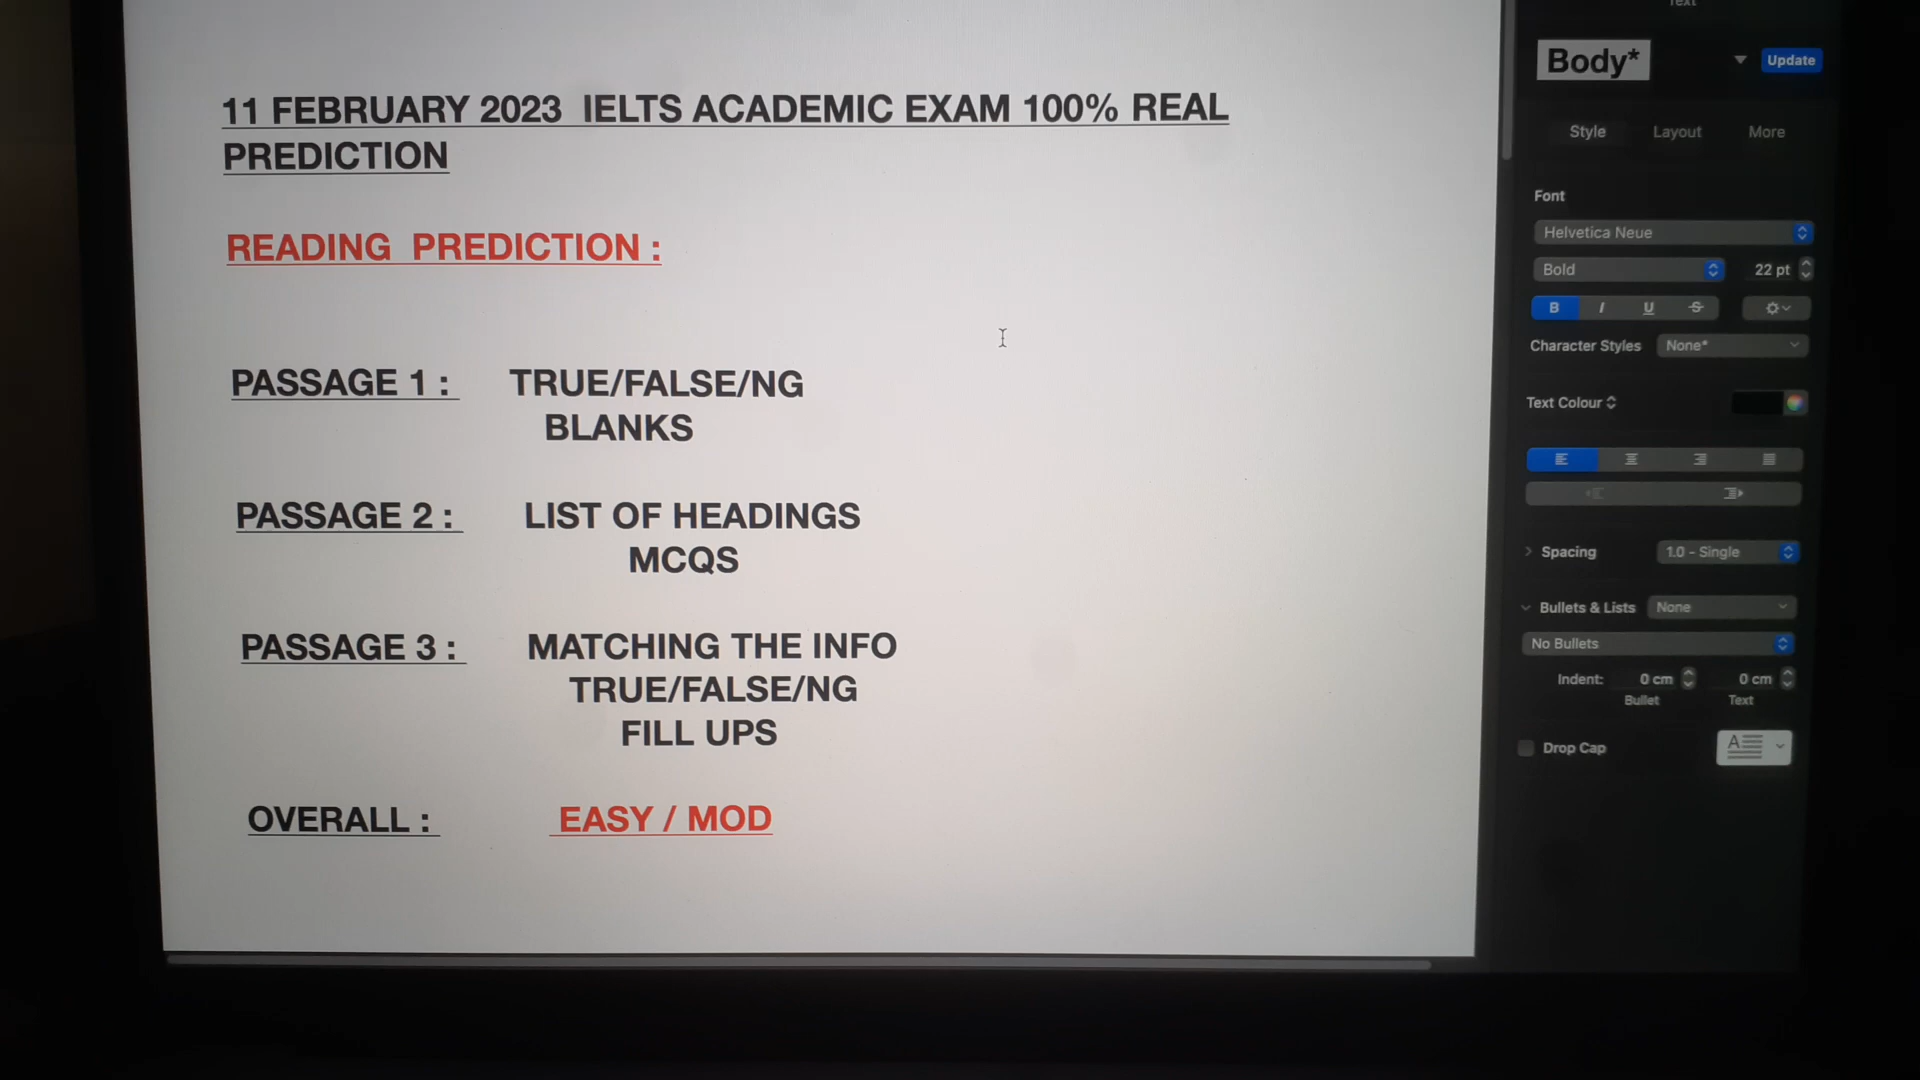 Text
Body*
Update
11 FEBRUARY 2023 IELTS ACADEMIC EXAM 100% REAL
PREDICTION
Style Layout More
Font
READING PREDICTION :
Helvetica Neue
Bold 22 pt
B I U S
Character Styles None*
PASSAGE 1 : TRUE/FALSE/NG
BLANKS
Text Colour
PASSAGE 2 : LIST OF HEADINGS
MCQS
Spacing 1.0 - Single
Bullets & Lists None
No Bullets
PASSAGE 3 : MATCHING THE INFO
TRUE/FALSE/NG
FILL UPS
Indent: 0 cm 0 cm
Bullet Text
Drop Cap A
OVERALL : EASY / MOD